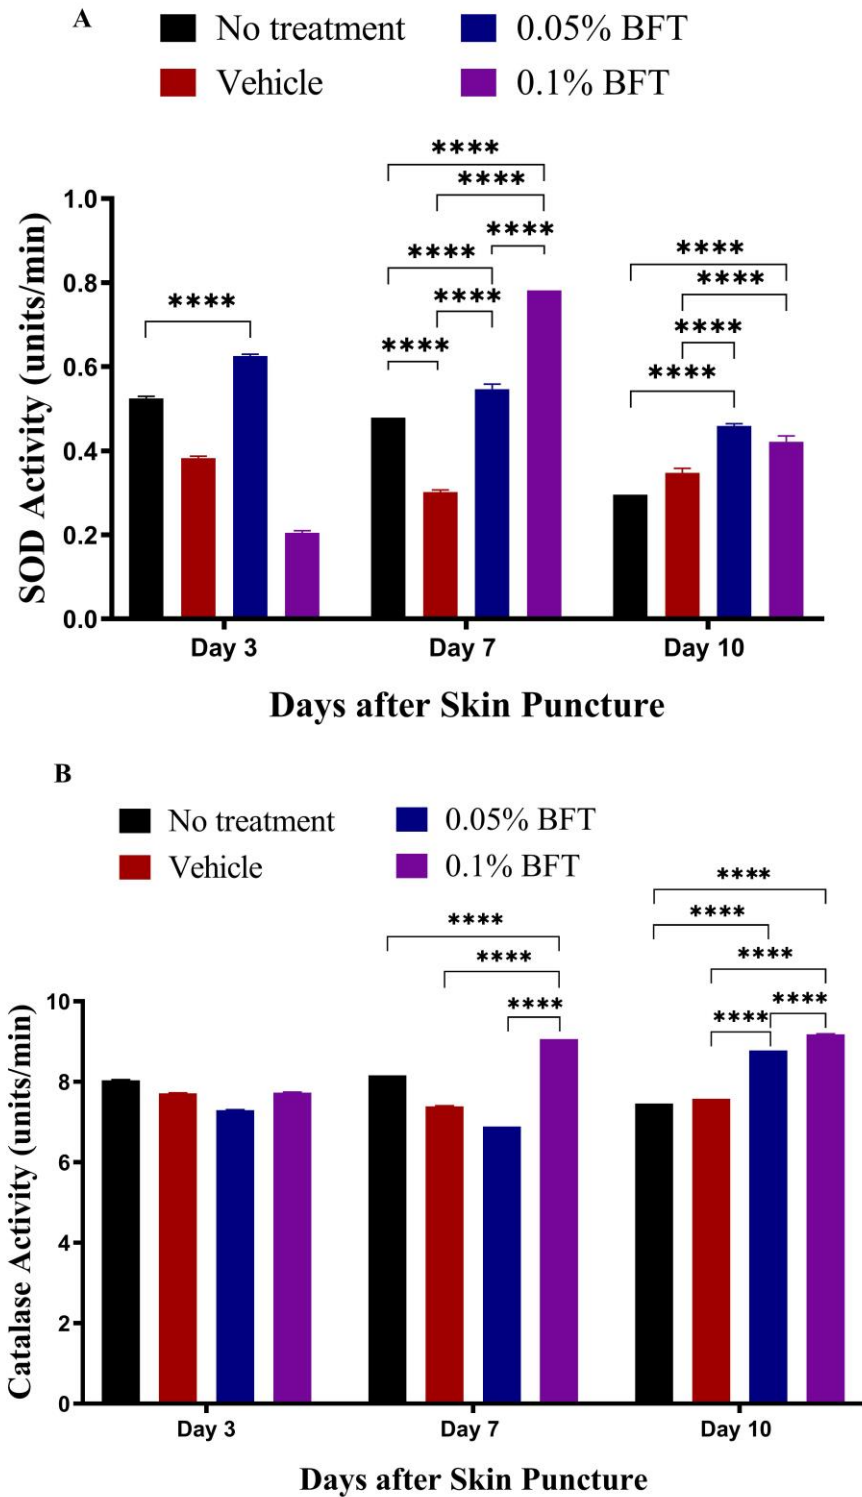 A
No treatment 0.05% BFT
Vehicle 0.1% BFT
****
****
****
****
****
****
****
****
****
****
****
1.0
0.8
0.6
0.4
0.2
0.0
SOD Activity (units/min)
Day 3 Day 7 Day 10
Days after Skin Puncture
B
No treatment 0.05% BFT
Vehicle 0.1% BFT
****
****
****
****
****
****
****
****
10
8
6
4
2
0
Catalase Activity (units/min)
Day 3 Day 7 Day 10
Days after Skin Puncture